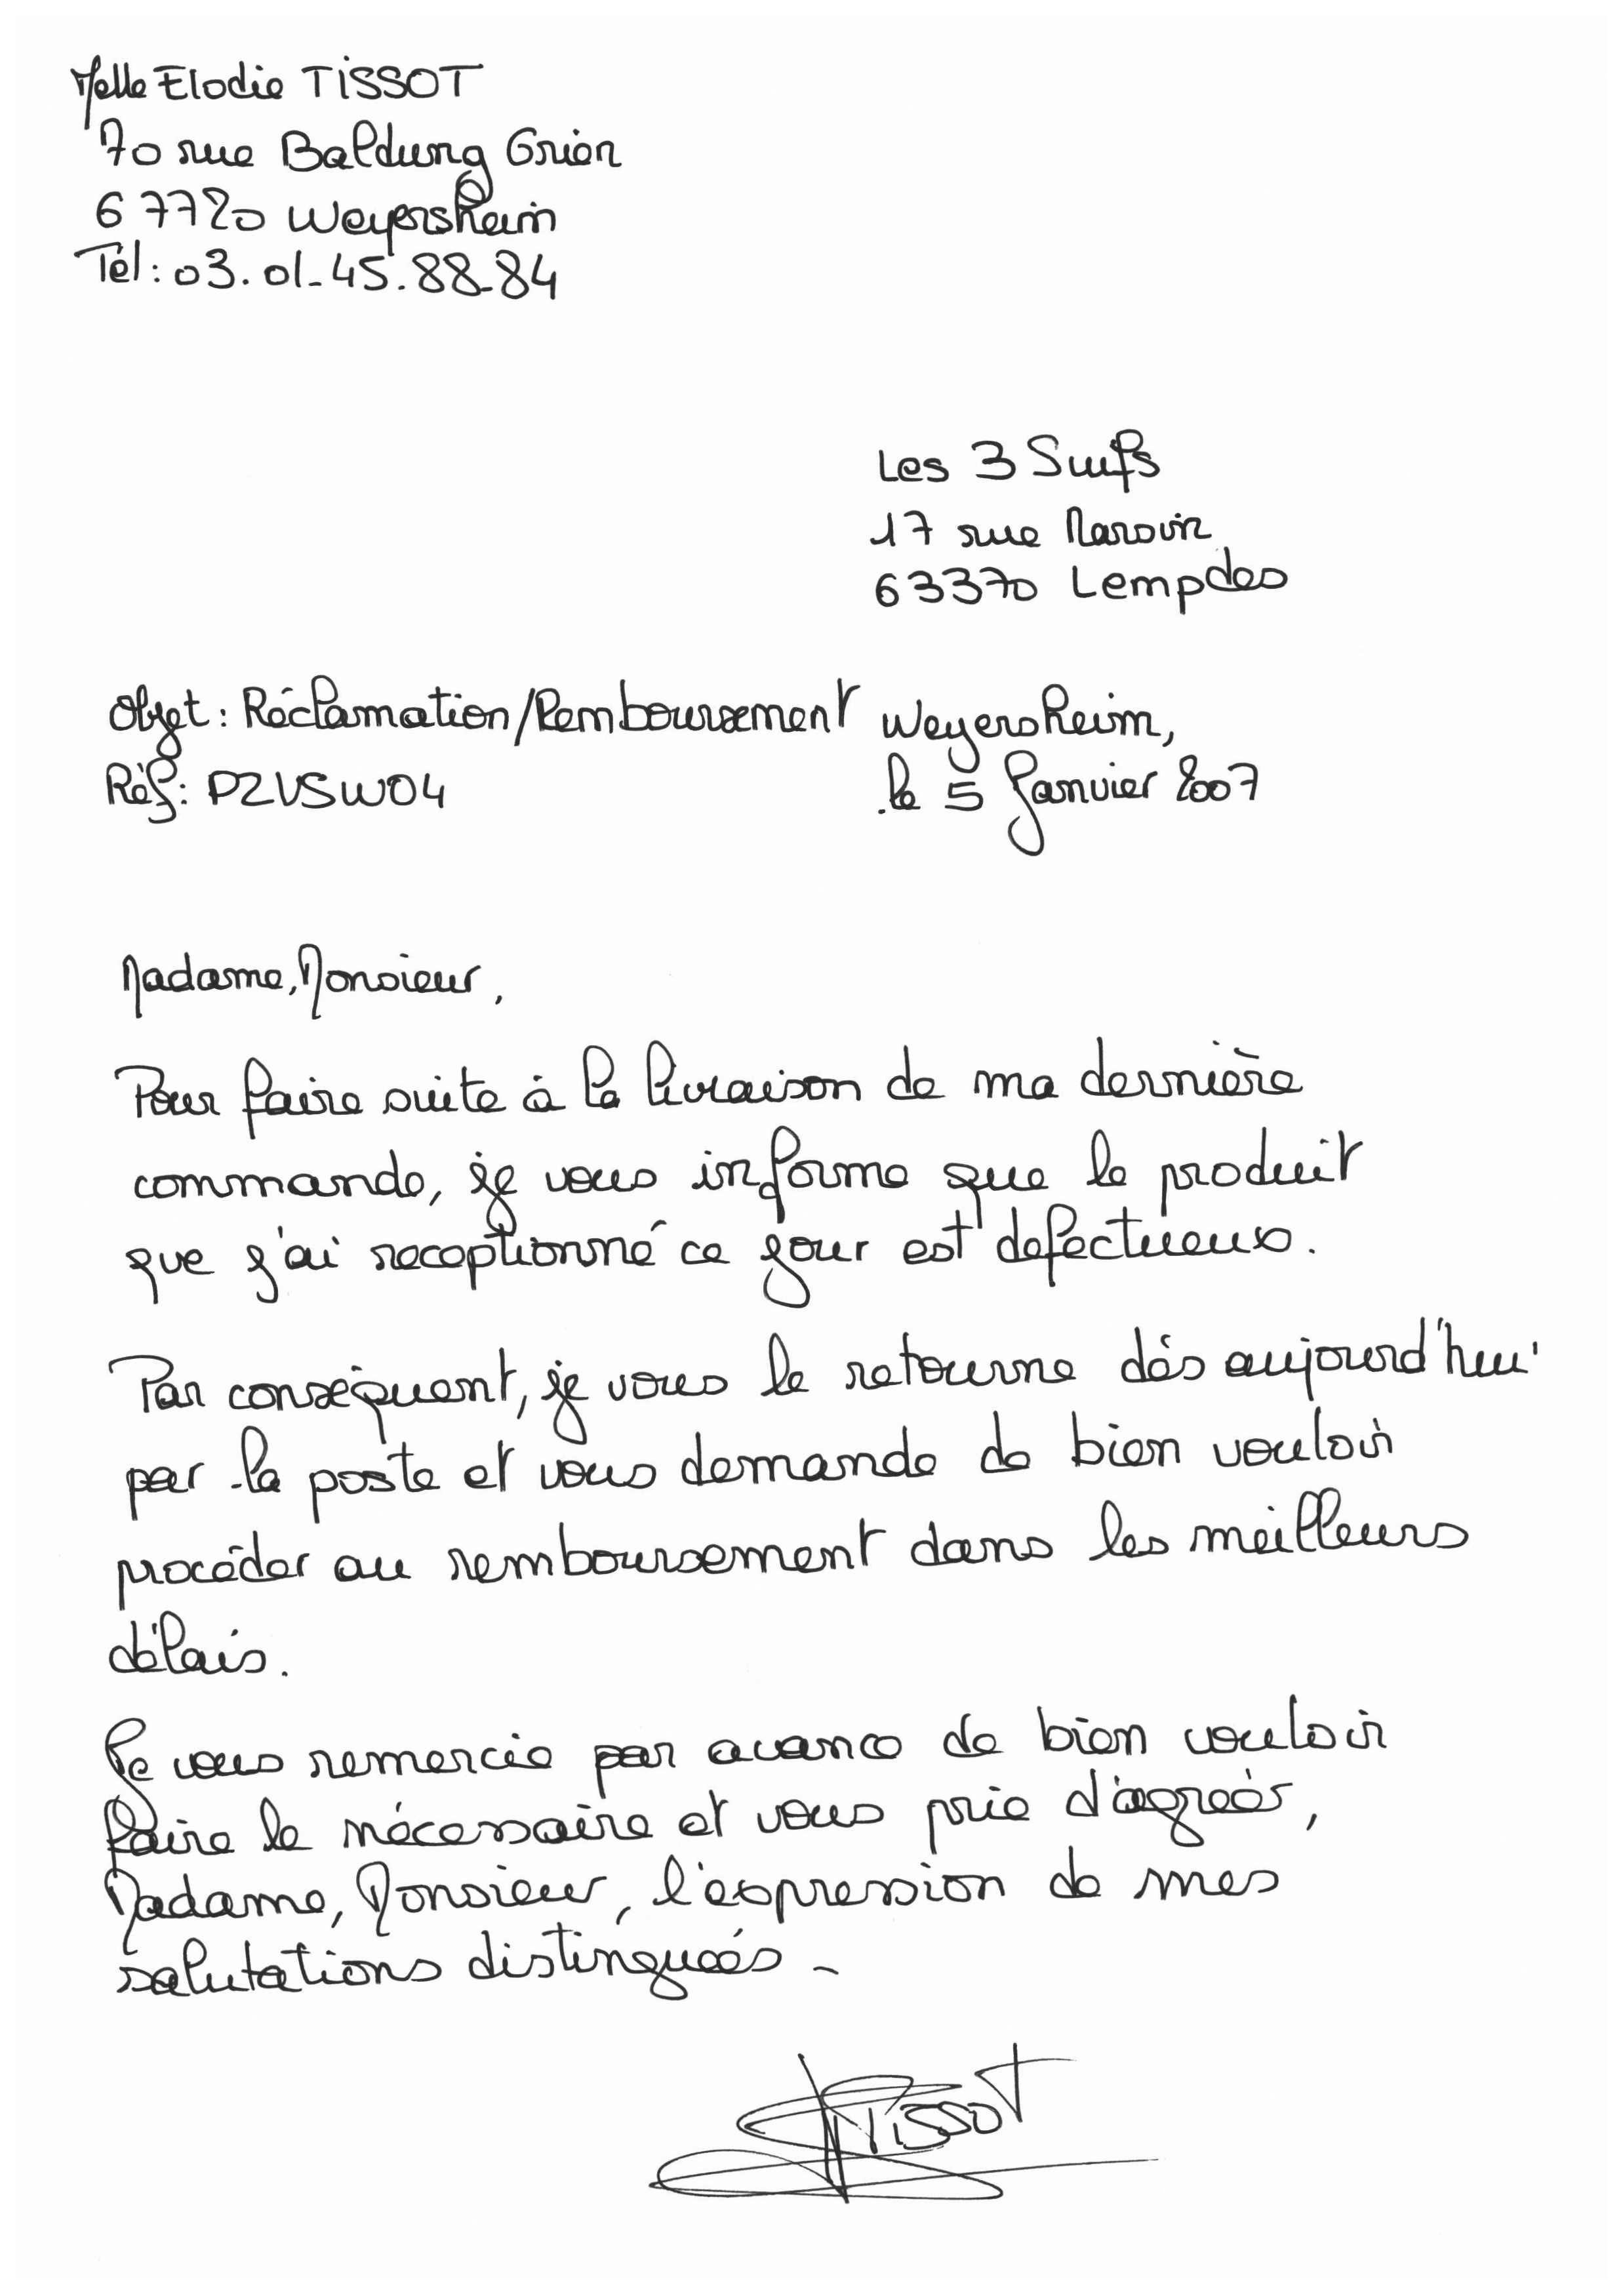 Melle Elodie TISSOT
70 rue Baldung Grien
67720 Weyersheim
Tél : 03.01.45.88.84
Les 3 Suifs
17 rue Marovin
63370 Lempdes
Objet : Réclamation/Remboursement
Weyersheim,
Réf : PZVSW04
le 5 Janvier 2007
Madame, Monsieur,
Pour faire suite à la livraison de ma dernière
commande, je vous informe que le produit
que j'ai receptionné ce jour est defectueux.
Par conséquent, je vous le retourne dès aujourd'hui
par la poste et vous demande de bien vouloir
procéder au remboursement dans les meilleurs
délais.
Je vous remercie par avance de bien vouloir
faire le nécessaire et vous prie d'agréer,
Madame, Monsieur, l'expression de mes
salutations distinguées.
Tissot